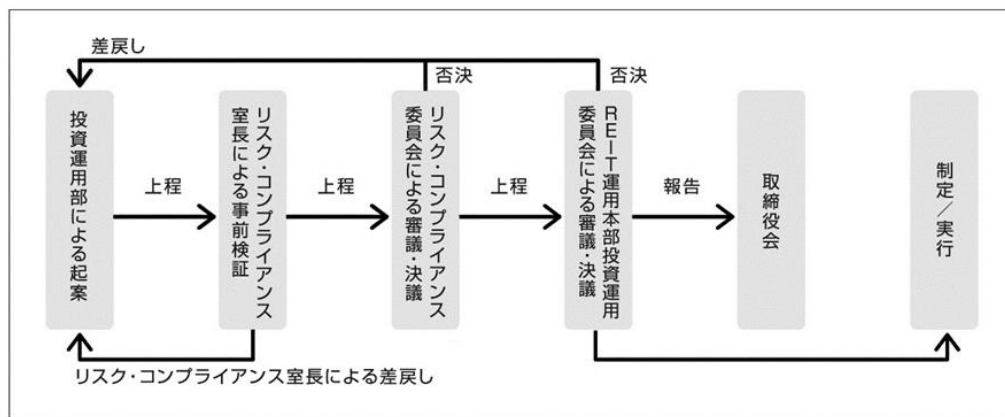 差戻し
否決
否決
投資運用部による起案
上程
リスク・コンプライアンス
室長による事前検証
上程
リスク・コンプライアンス
委員会による審議・決議
上程
REIT運用本部投資運用
委員会による審議・決議
報告
取締役会
制定／実行
リスク・コンプライアンス室長による差戻し